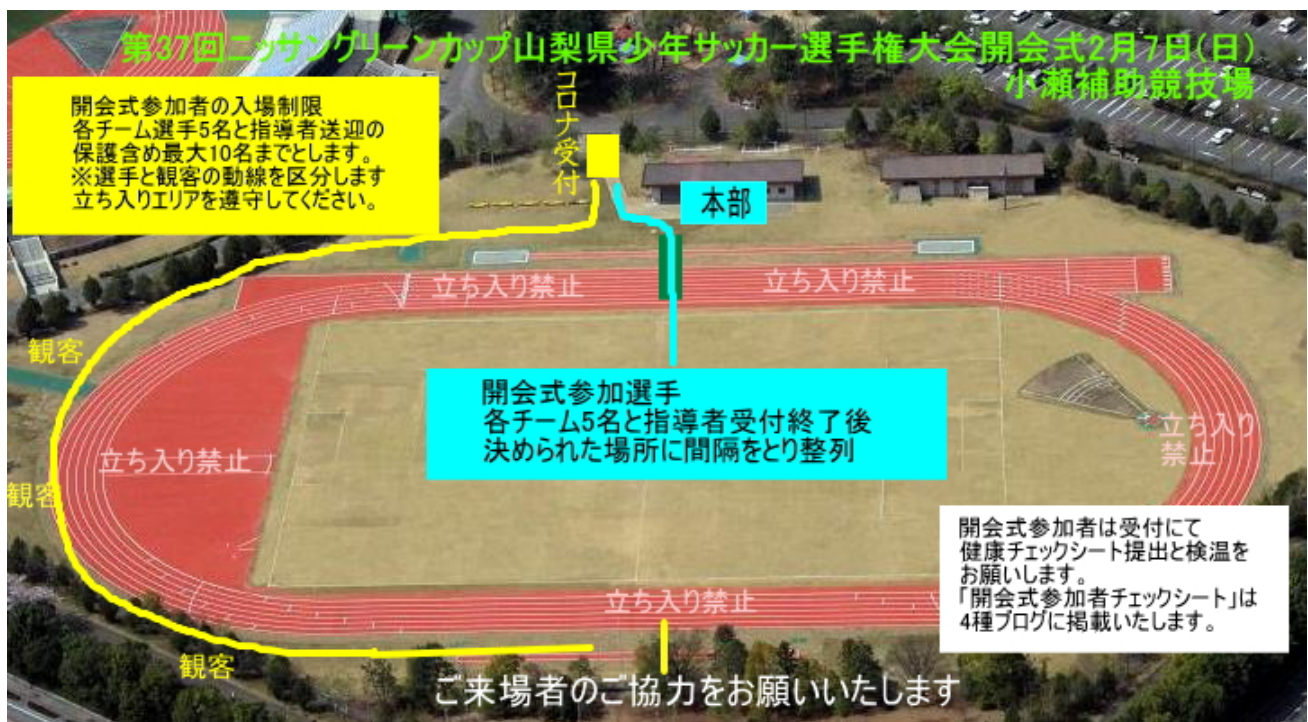 第37回ニッサングリーンカップ山梨県少年サッカー選手権大会開会式2月7日(日)
小瀬補助競技場
開会式参加者の入場制限
各チーム選手5名と指導者送迎の
保護含め最大10名までとします。
※選手と観客の動線を区分します
立ち入りエリアを遵守してください。
コロナ受付
本部
立ち入り禁止
立ち入り禁止
観客
開会式参加選手
各チーム5名と指導者受付終了後
決められた場所に間隔をとり整列
立ち入り
禁止
立ち入り禁止
観客
開会式参加者は受付にて
健康チェックシート提出と検温を
お願いします。
「開会式参加者チェックシート」は
4種ブログに掲載いたします。
立ち入り禁止
観客
ご来場者のご協力をお願いいたします